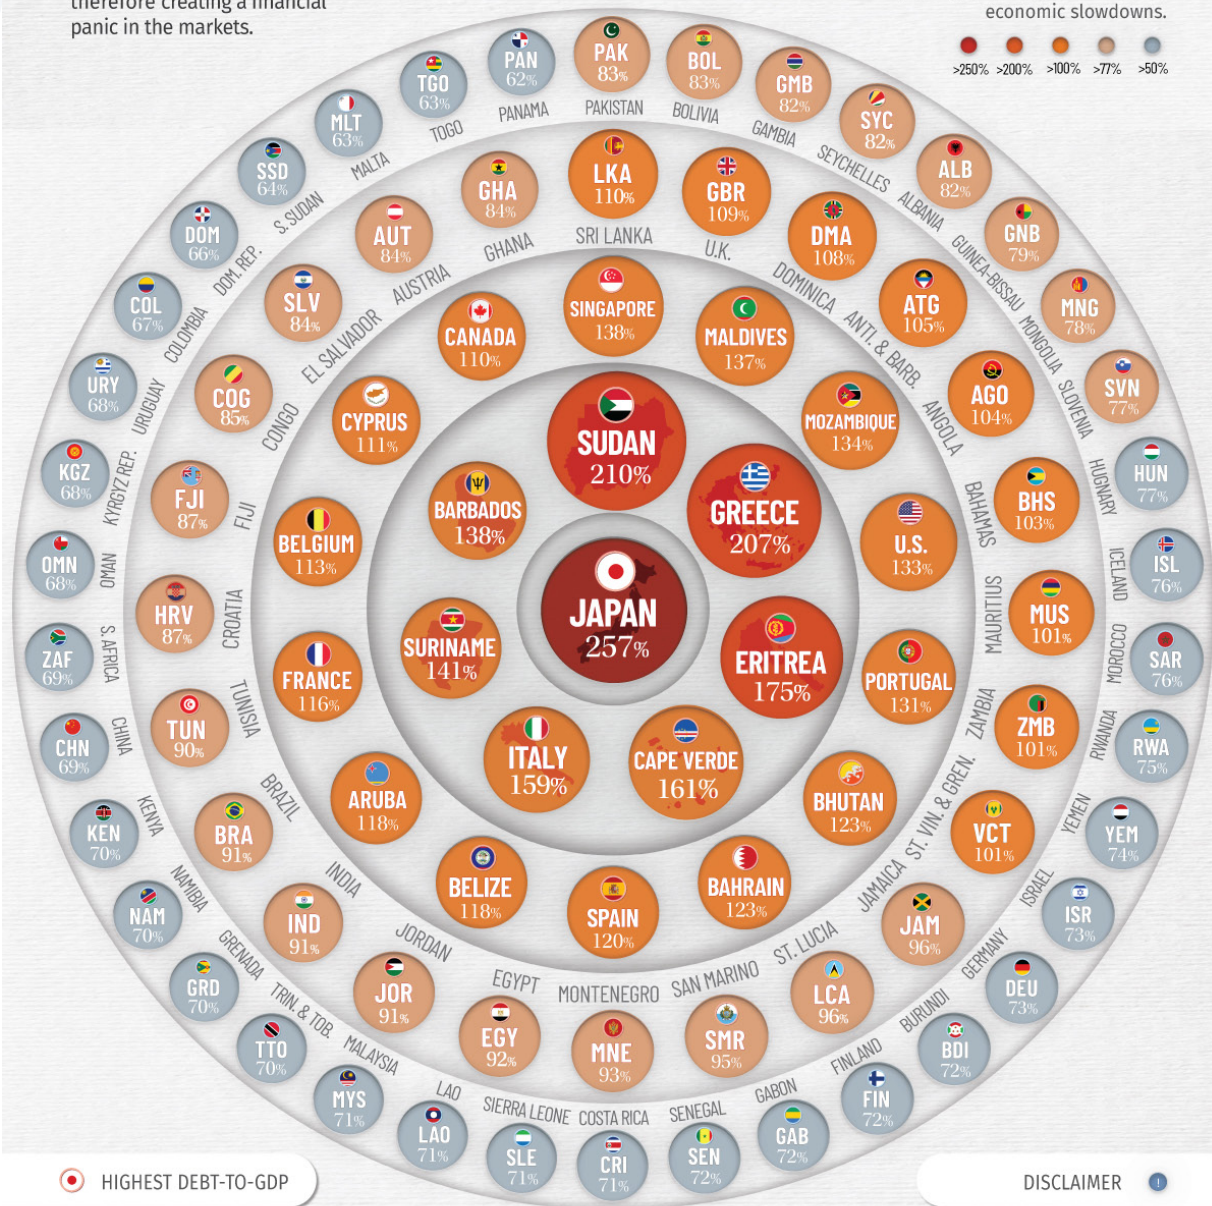 therefore creating a financial
panic in the markets.
economic slowdowns.
>250% >200% >100% >77% >50%
JAPAN
257%
SUDAN
210%
GREECE
207%
ERITREA
175%
CAPE VERDE
161%
ITALY
159%
SURINAME
141%
BARBADOS
138%
SINGAPORE
138%
MALDIVES
137%
MOZAMBIQUE
134%
U.S.
133%
PORTUGAL
131%
BHUTAN
123%
BAHRAIN
123%
SPAIN
120%
BELIZE
118%
ARUBA
118%
FRANCE
116%
BELGIUM
113%
CYPRUS
111%
CANADA
110%
LKA
110%
SRI LANKA
GBR
109%
U.K.
DMA
108%
DOMINICA
ATG
105%
ANTI. & BARB.
AGO
104%
ANGOLA
BHS
103%
BAHAMAS
MUS
101%
MAURITIUS
ZMB
101%
ZAMBIA
VCT
101%
ST. VIN. & GREN.
JAM
96%
JAMAICA
LCA
96%
ST. LUCIA
SMR
95%
SAN MARINO
MNE
93%
MONTENEGRO
EGY
92%
EGYPT
JOR
91%
JORDAN
IND
91%
INDIA
BRA
91%
BRAZIL
TUN
90%
TUNISIA
HRV
87%
CROATIA
FJI
87%
FIJI
COG
85%
CONGO
SLV
84%
EL SALVADOR
AUT
84%
AUSTRIA
GHA
84%
GHANA
PAK
83%
PAKISTAN
BOL
83%
BOLIVIA
GMB
82%
GAMBIA
SYC
82%
SEYCHELLES
ALB
82%
ALBANIA
GNB
79%
GUINEA-BISSAU
MNG
78%
MONGOLIA
SVN
77%
SLOVENIA
HUN
77%
HUGNARY
ISL
76%
ICELAND
SAR
76%
MOROCCO
RWA
75%
RWANDA
YEM
74%
YEMEN
ISR
73%
ISRAEL
DEU
73%
GERMANY
BDI
72%
BURUNDI
FIN
72%
FINLAND
GAB
72%
GABON
SEN
72%
SENEGAL
CRI
71%
COSTA RICA
SLE
71%
SIERRA LEONE
LAO
71%
LAO
MYS
71%
MALAYSIA
TTO
70%
TRIN. & TOB.
GRD
70%
GRENADA
NAM
70%
NAMIBIA
KEN
70%
KENYA
CHN
69%
CHINA
ZAF
69%
S. AFRICA
OMN
68%
OMAN
KGZ
68%
KYRGYZ REP.
URY
68%
URUGUAY
COL
67%
COLOMBIA
DOM
66%
DOM. REP.
SSD
64%
S. SUDAN
MLT
63%
MALTA
TGO
63%
TOGO
PAN
62%
PANAMA
HIGHEST DEBT-TO-GDP
DISCLAIMER